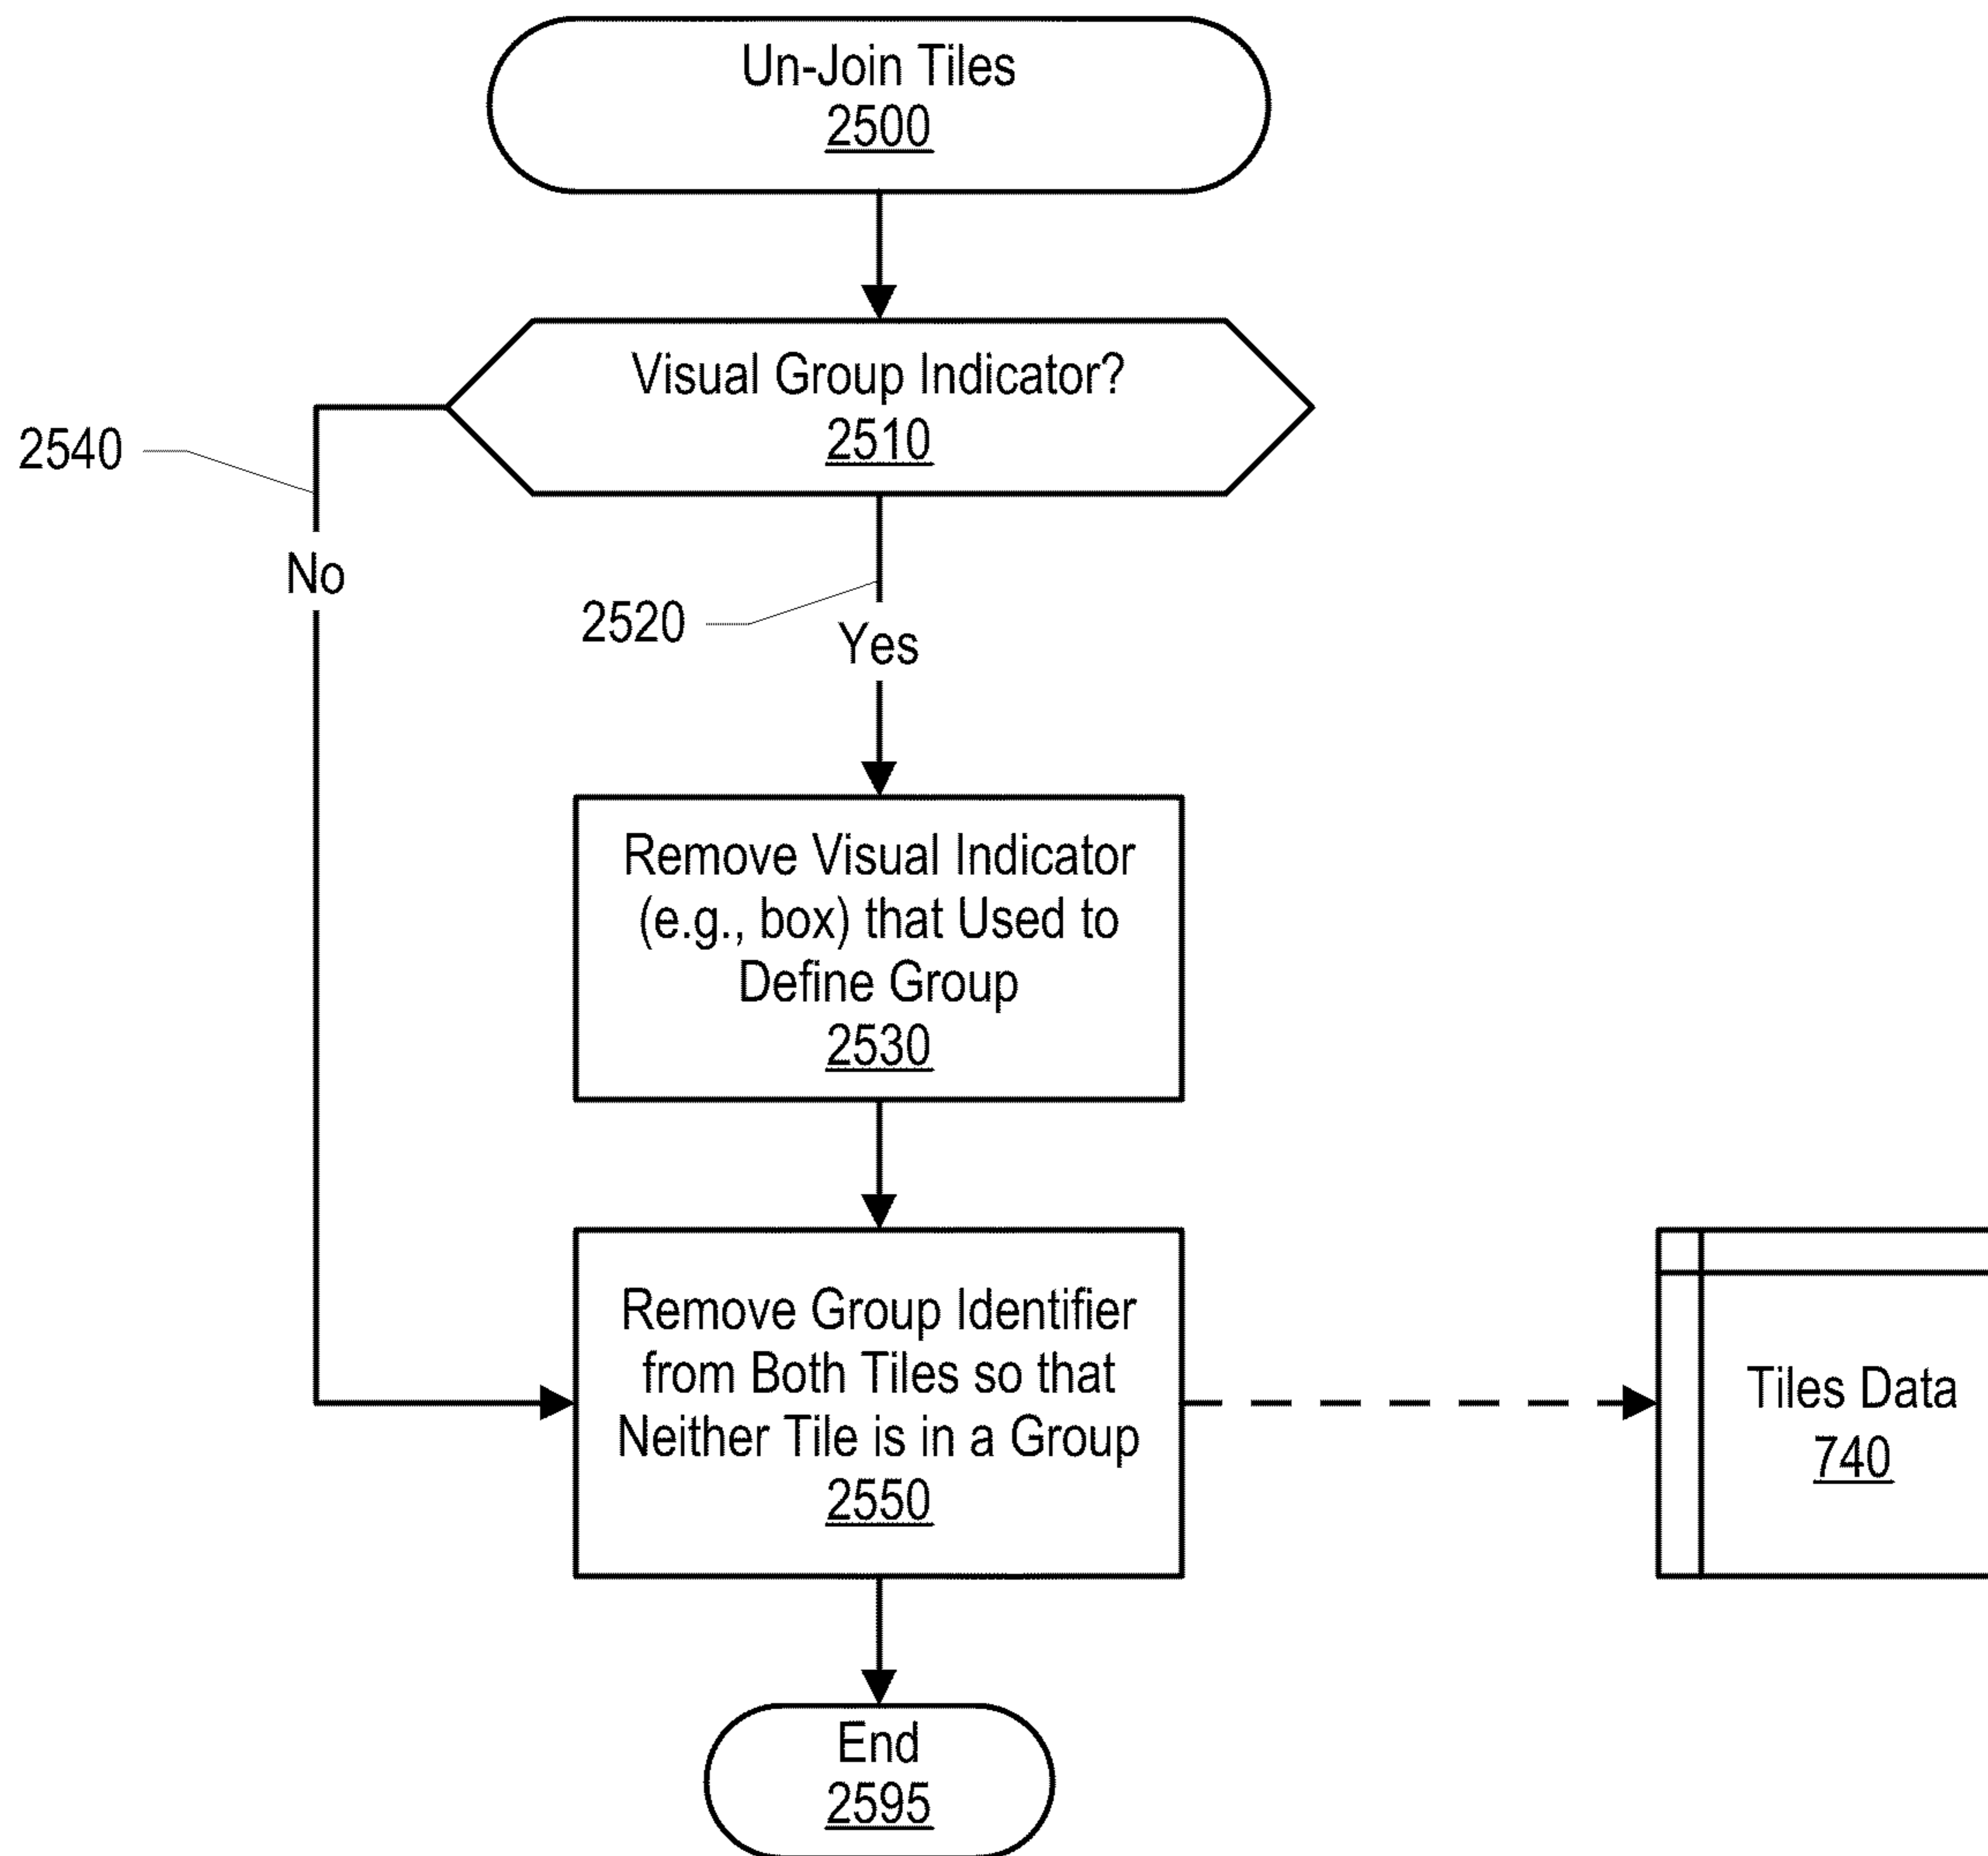 Un-Join Tiles
2500
Visual Group Indicator?
2510
2540
No
2520
Yes
Remove Visual Indicator
(e.g., box) that Used to
Define Group
2530
Remove Group Identifier
from Both Tiles so that
Neither Tile is in a Group
2550
Tiles Data
740
End
2595